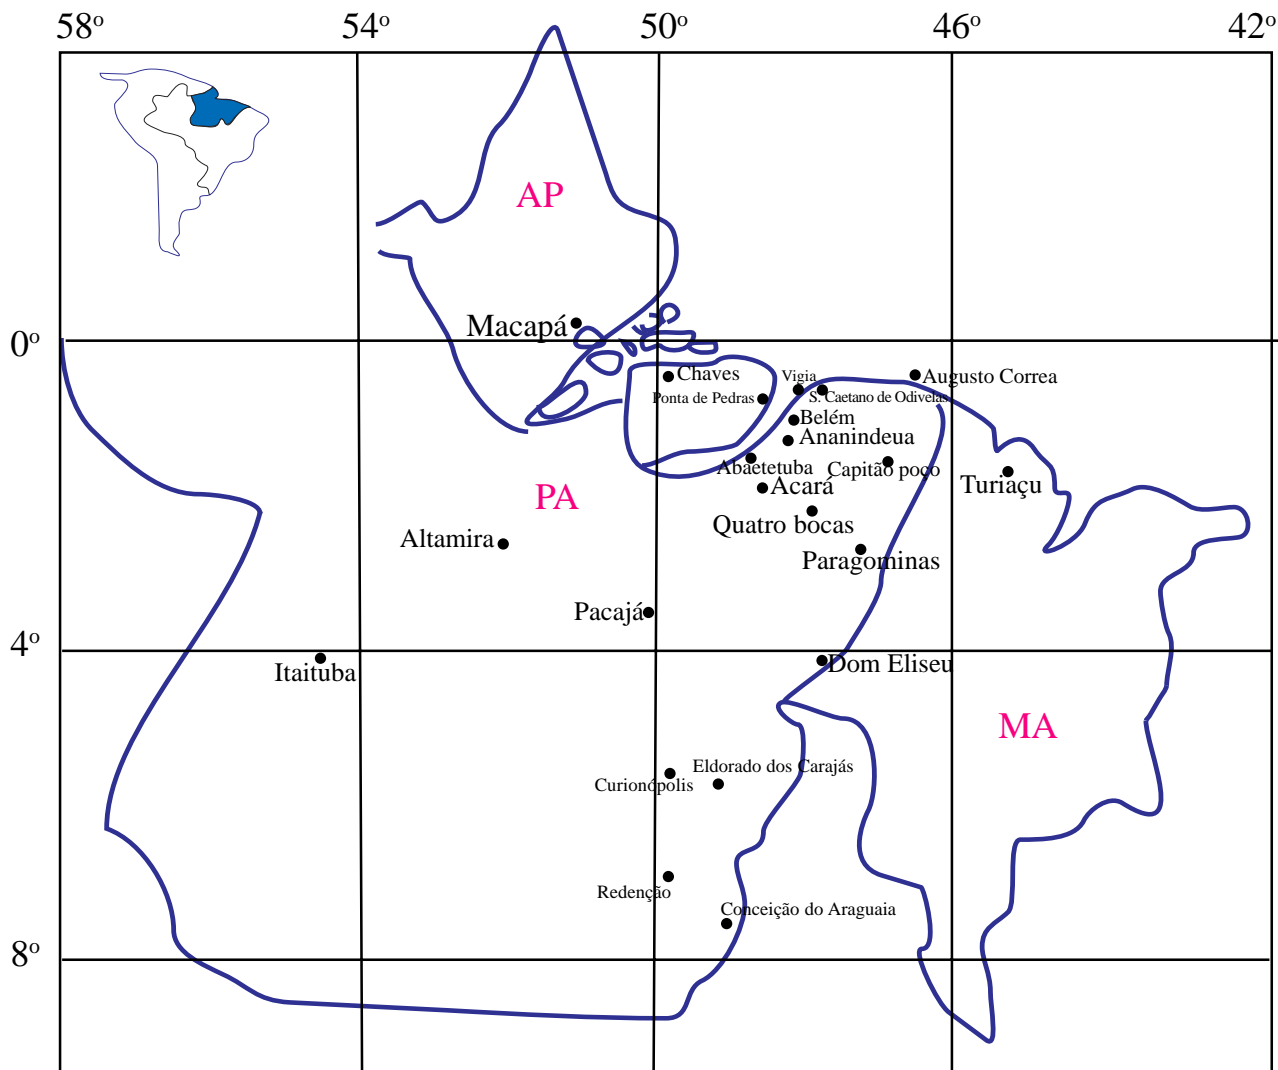 58º 54º 50º 46º 42º
AP
Macapá
0º
Chaves
Vigia
Augusto Correa
Ponta de Pedras
S. Caetano de Odivelas
Belém
Ananindeua
Abaetetuba
Capitão poço
Acará
Turiaçu
PA
Quatro bocas
Altamira
Paragominas
Pacajá
4º
Dom Eliseu
Itaituba
MA
Eldorado dos Carajás
Curionópolis
Redenção
Conceição do Araguaia
8º